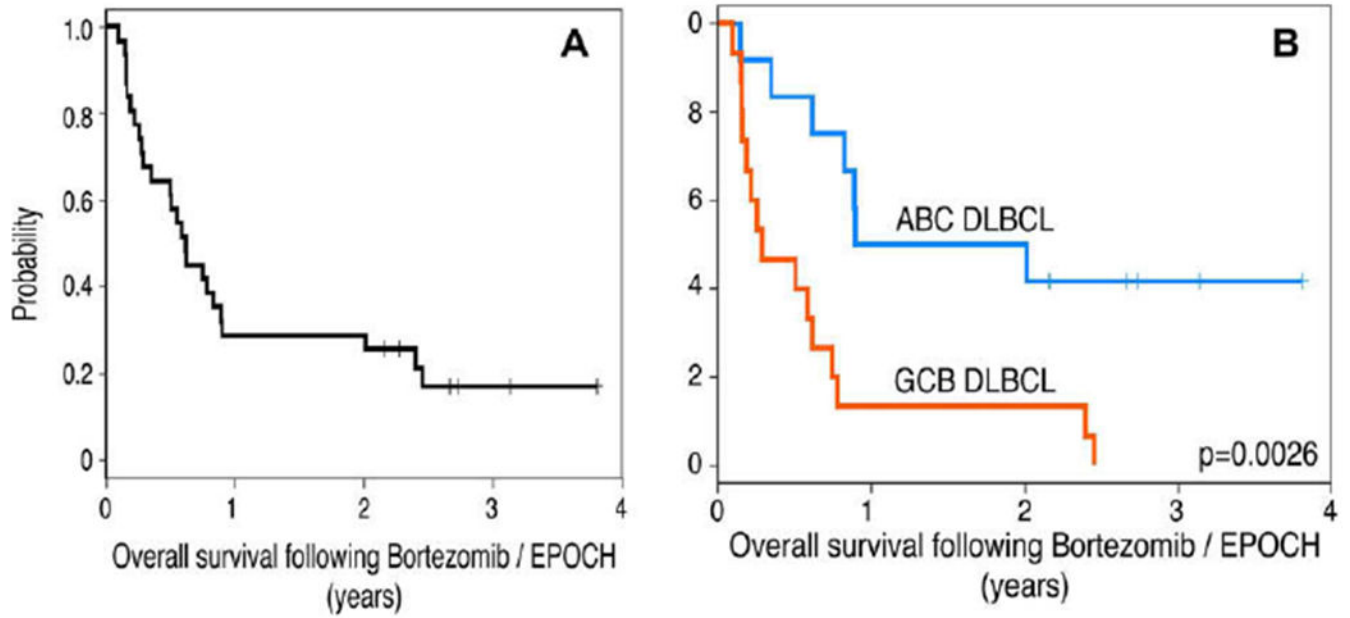 A
1.0
0.8
0.6
0.4
0.2
0
Probability
0 1 2 3 4
Overall survival following Bortezomib / EPOCH
(years)
B
0
8
6
4
2
0
ABC DLBCL
GCB DLBCL
p=0.0026
0 1 2 3 4
Overall survival following Bortezomib / EPOCH
(years)